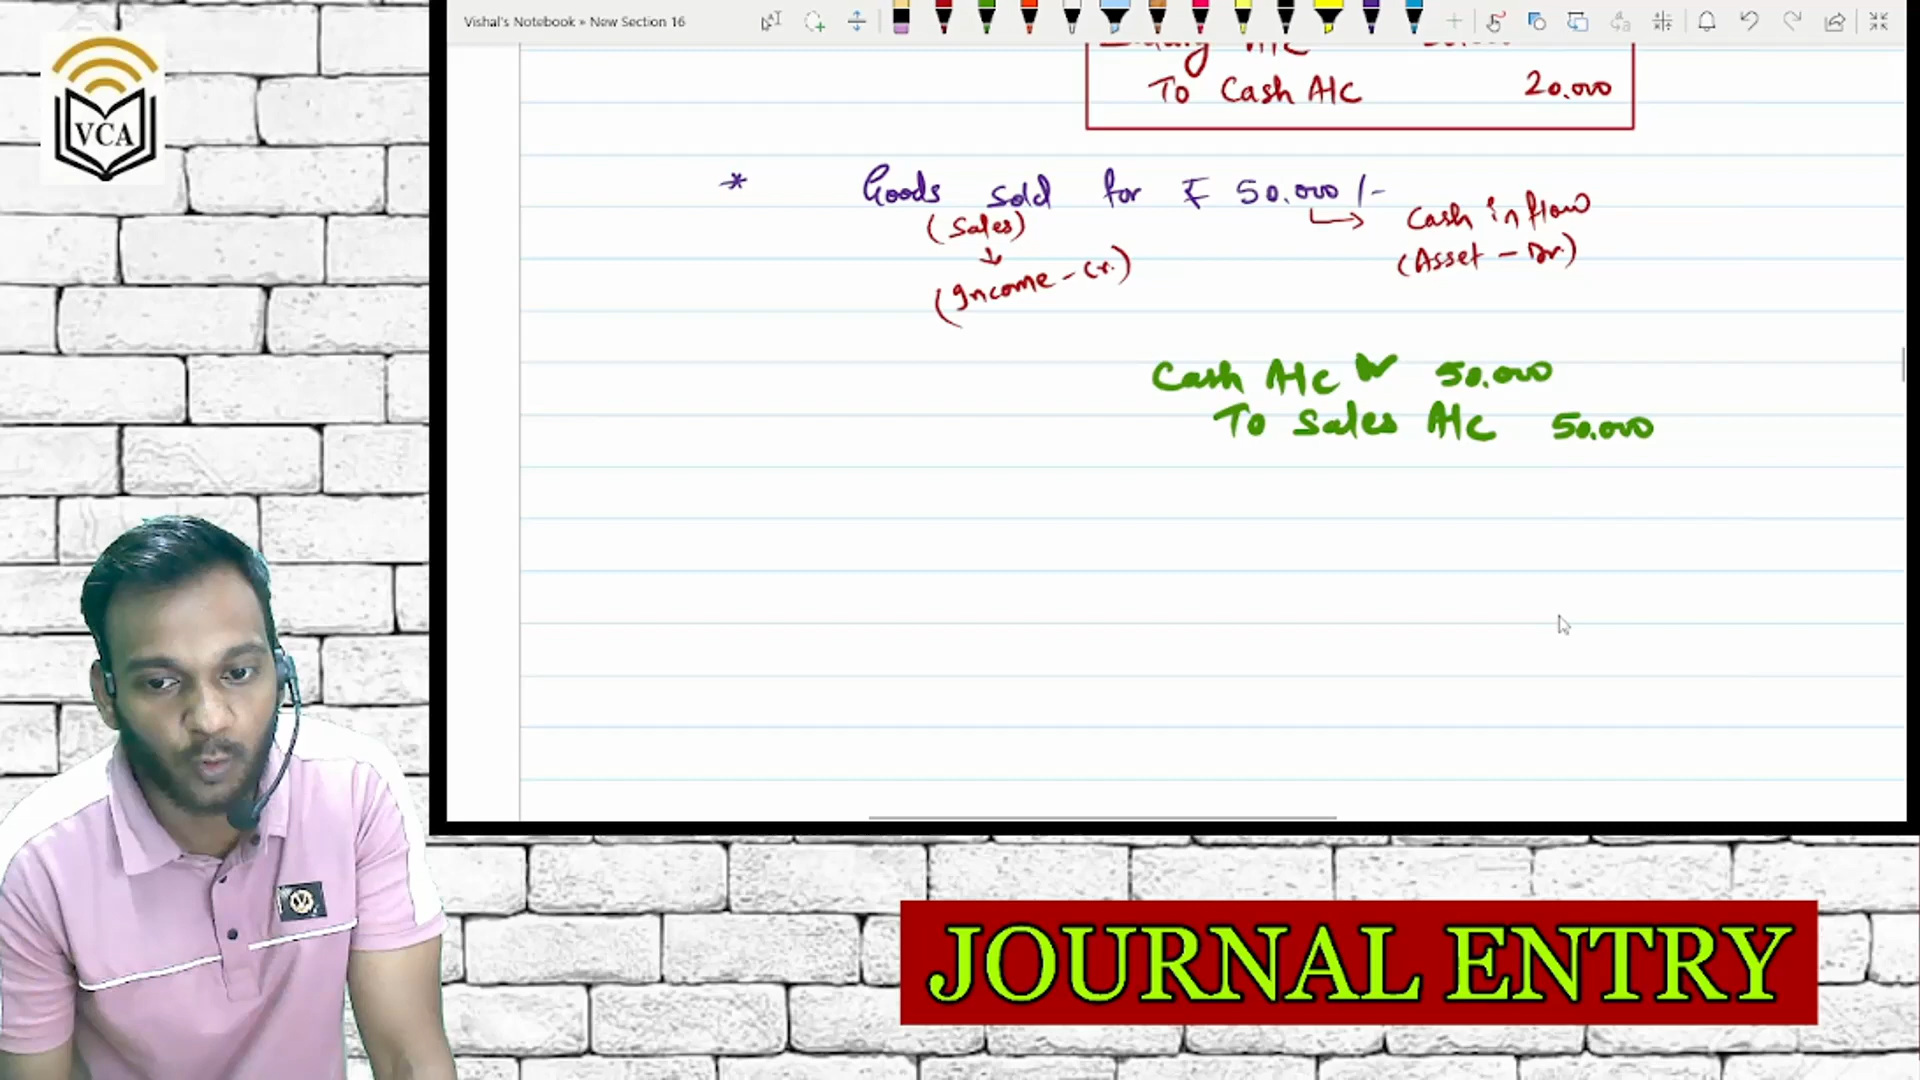 Vishal's Notebook » New Section 16
VCA
A/C
To Cash A/C 20.000
* Goods sold for ₹ 50.000/-
(Sales)
Cash inflow
(Asset - Dr.)
(Income - Cr.)
Cash A/C Dr 50.000
To Sales A/C 50.000
JOURNAL ENTRY